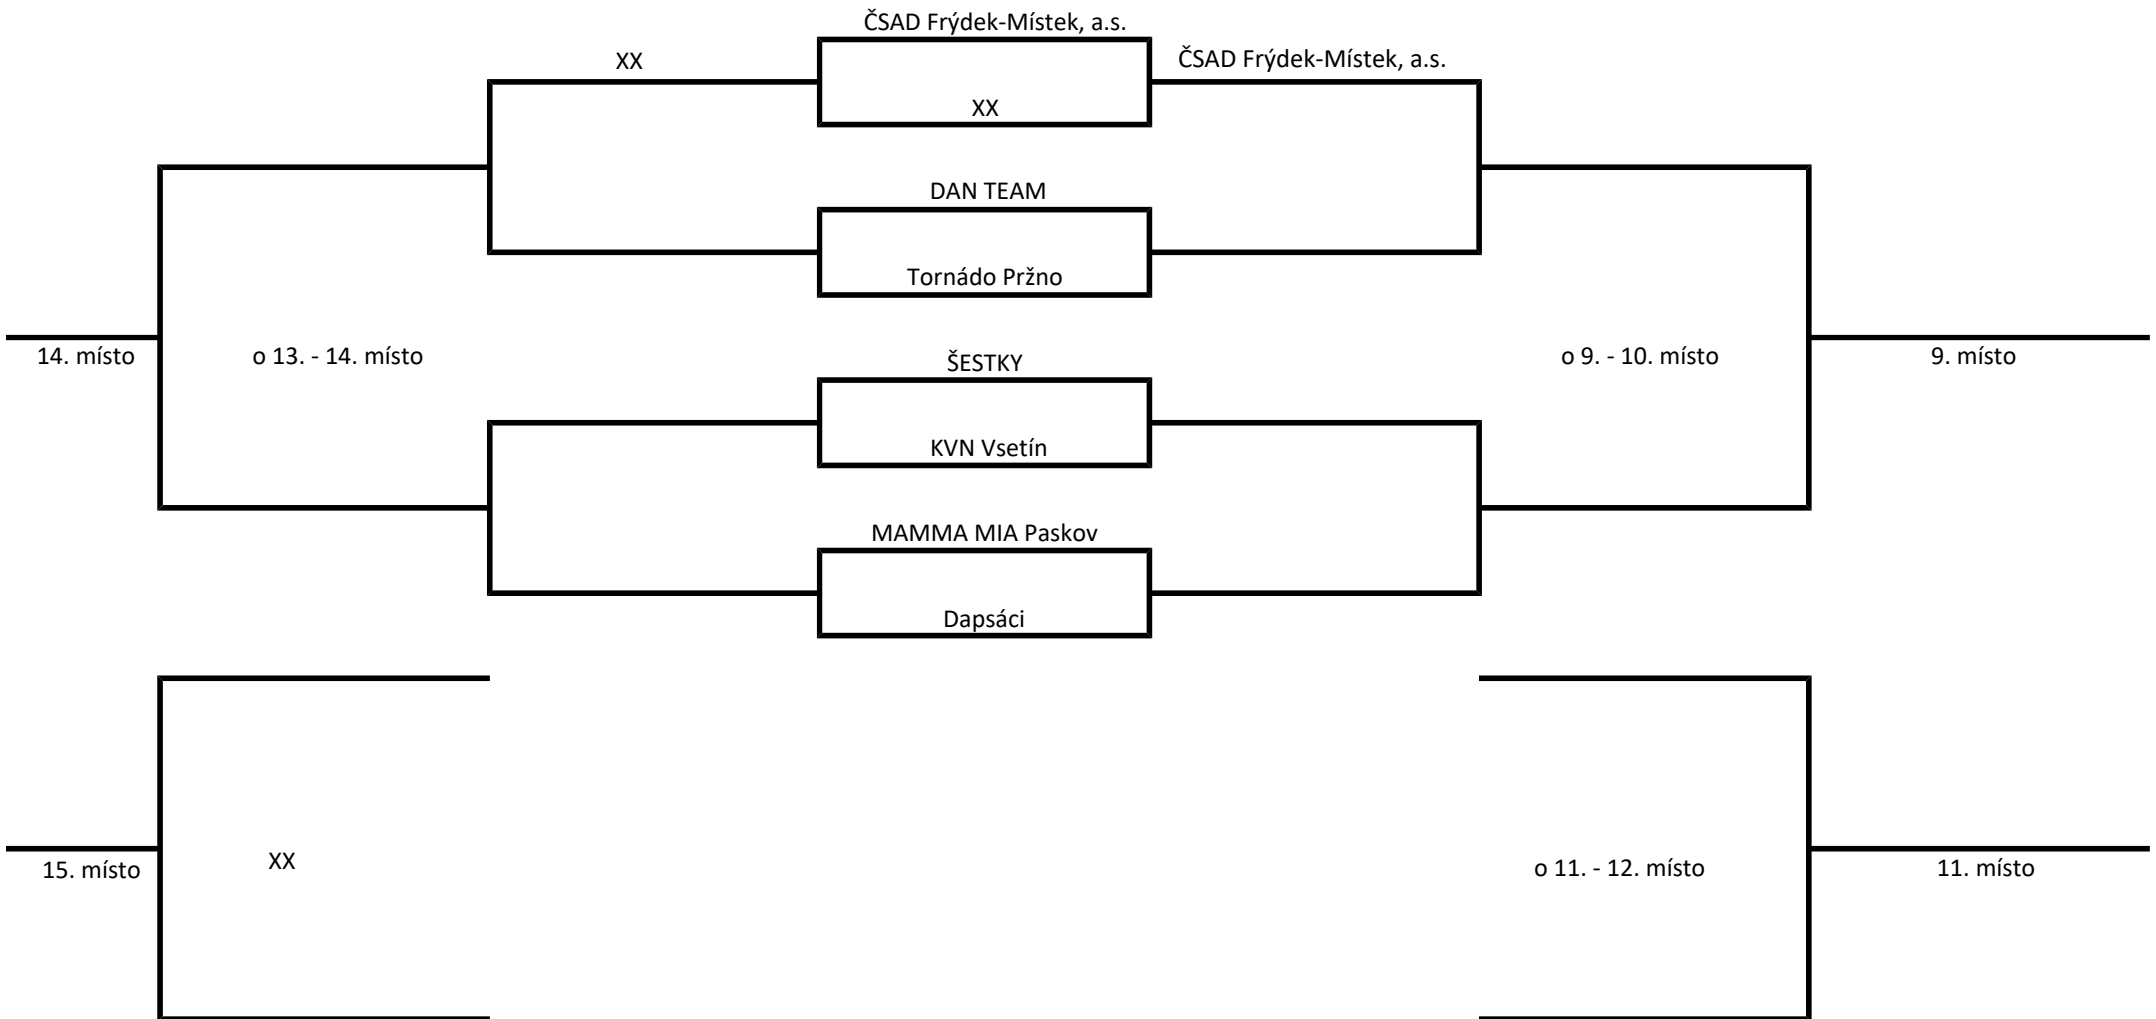 ČSAD Frýdek-Místek, a.s.
XX
ČSAD Frýdek-Místek, a.s.
XX
DAN TEAM
Tornádo Pržno
14. místo
o 13. - 14. místo
ŠESTKY
o 9. - 10. místo
9. místo
KVN Vsetín
MAMMA MIA Paskov
Dapsáci
15. místo
XX
o 11. - 12. místo
11. místo